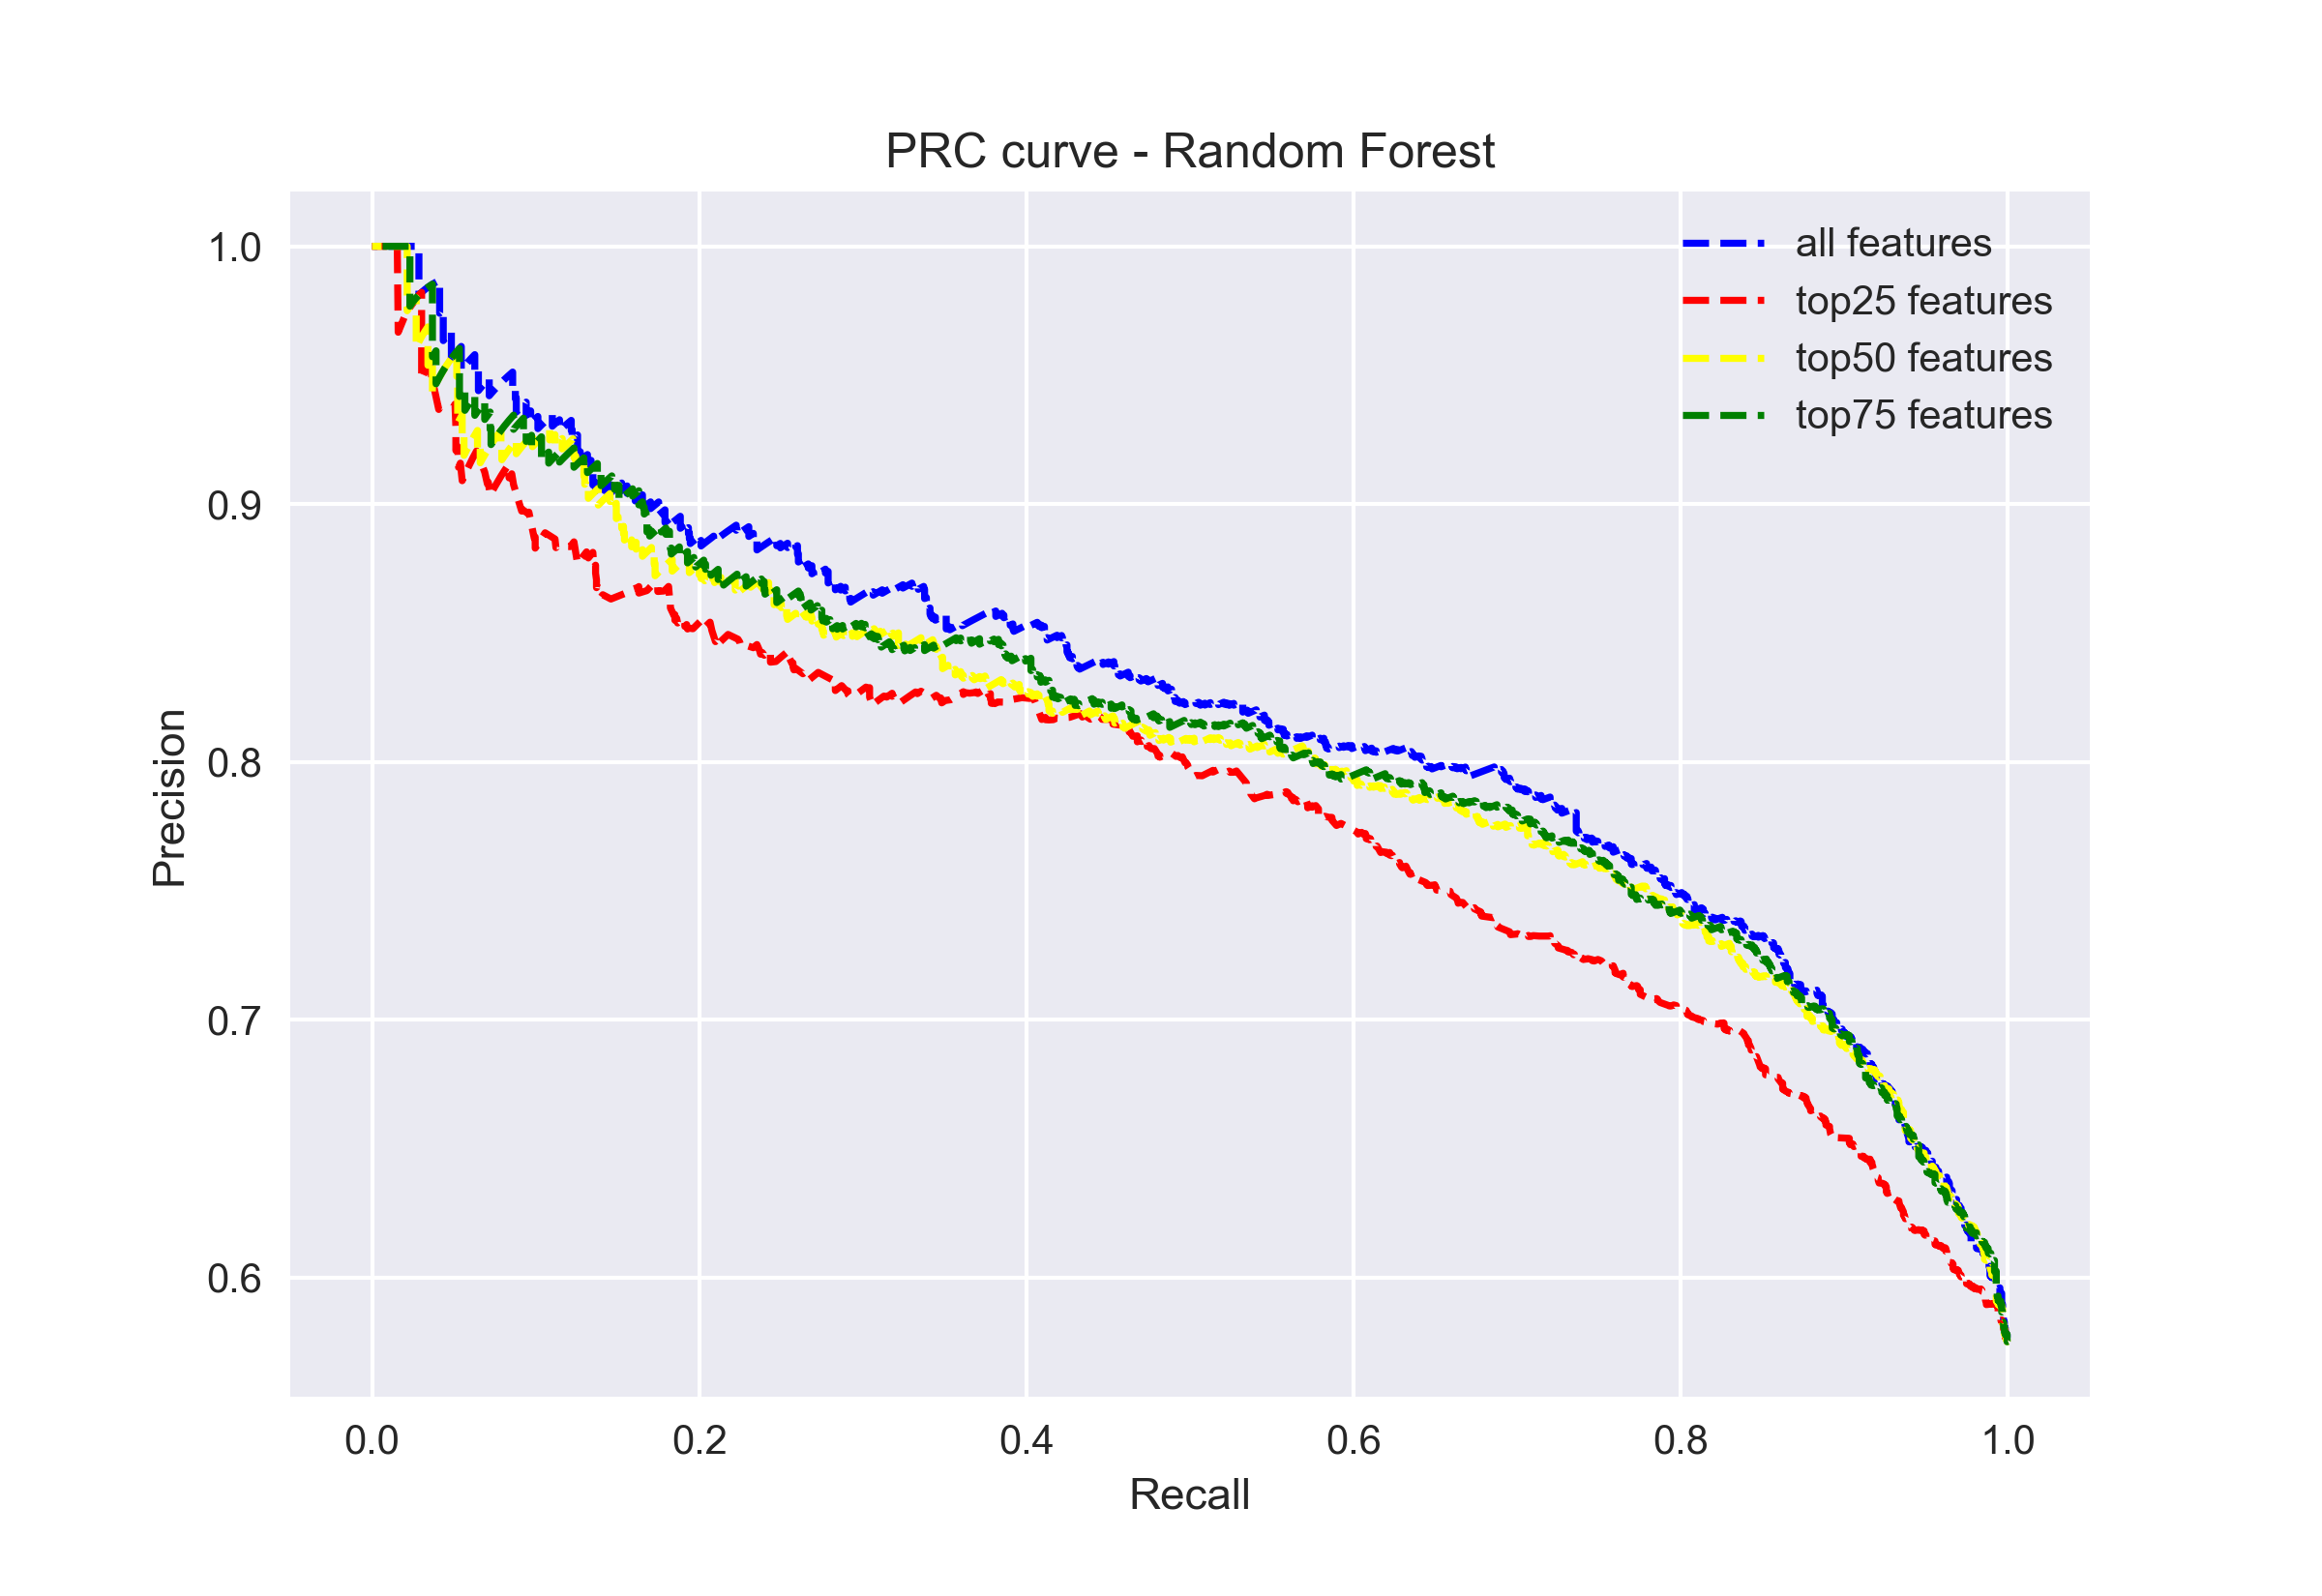 PRC curve - Random Forest
all features
top25 features
top50 features
top75 features
1.0
0.9
0.8
0.7
0.6
Precision
0.0 0.2 0.4 0.6 0.8 1.0
Recall